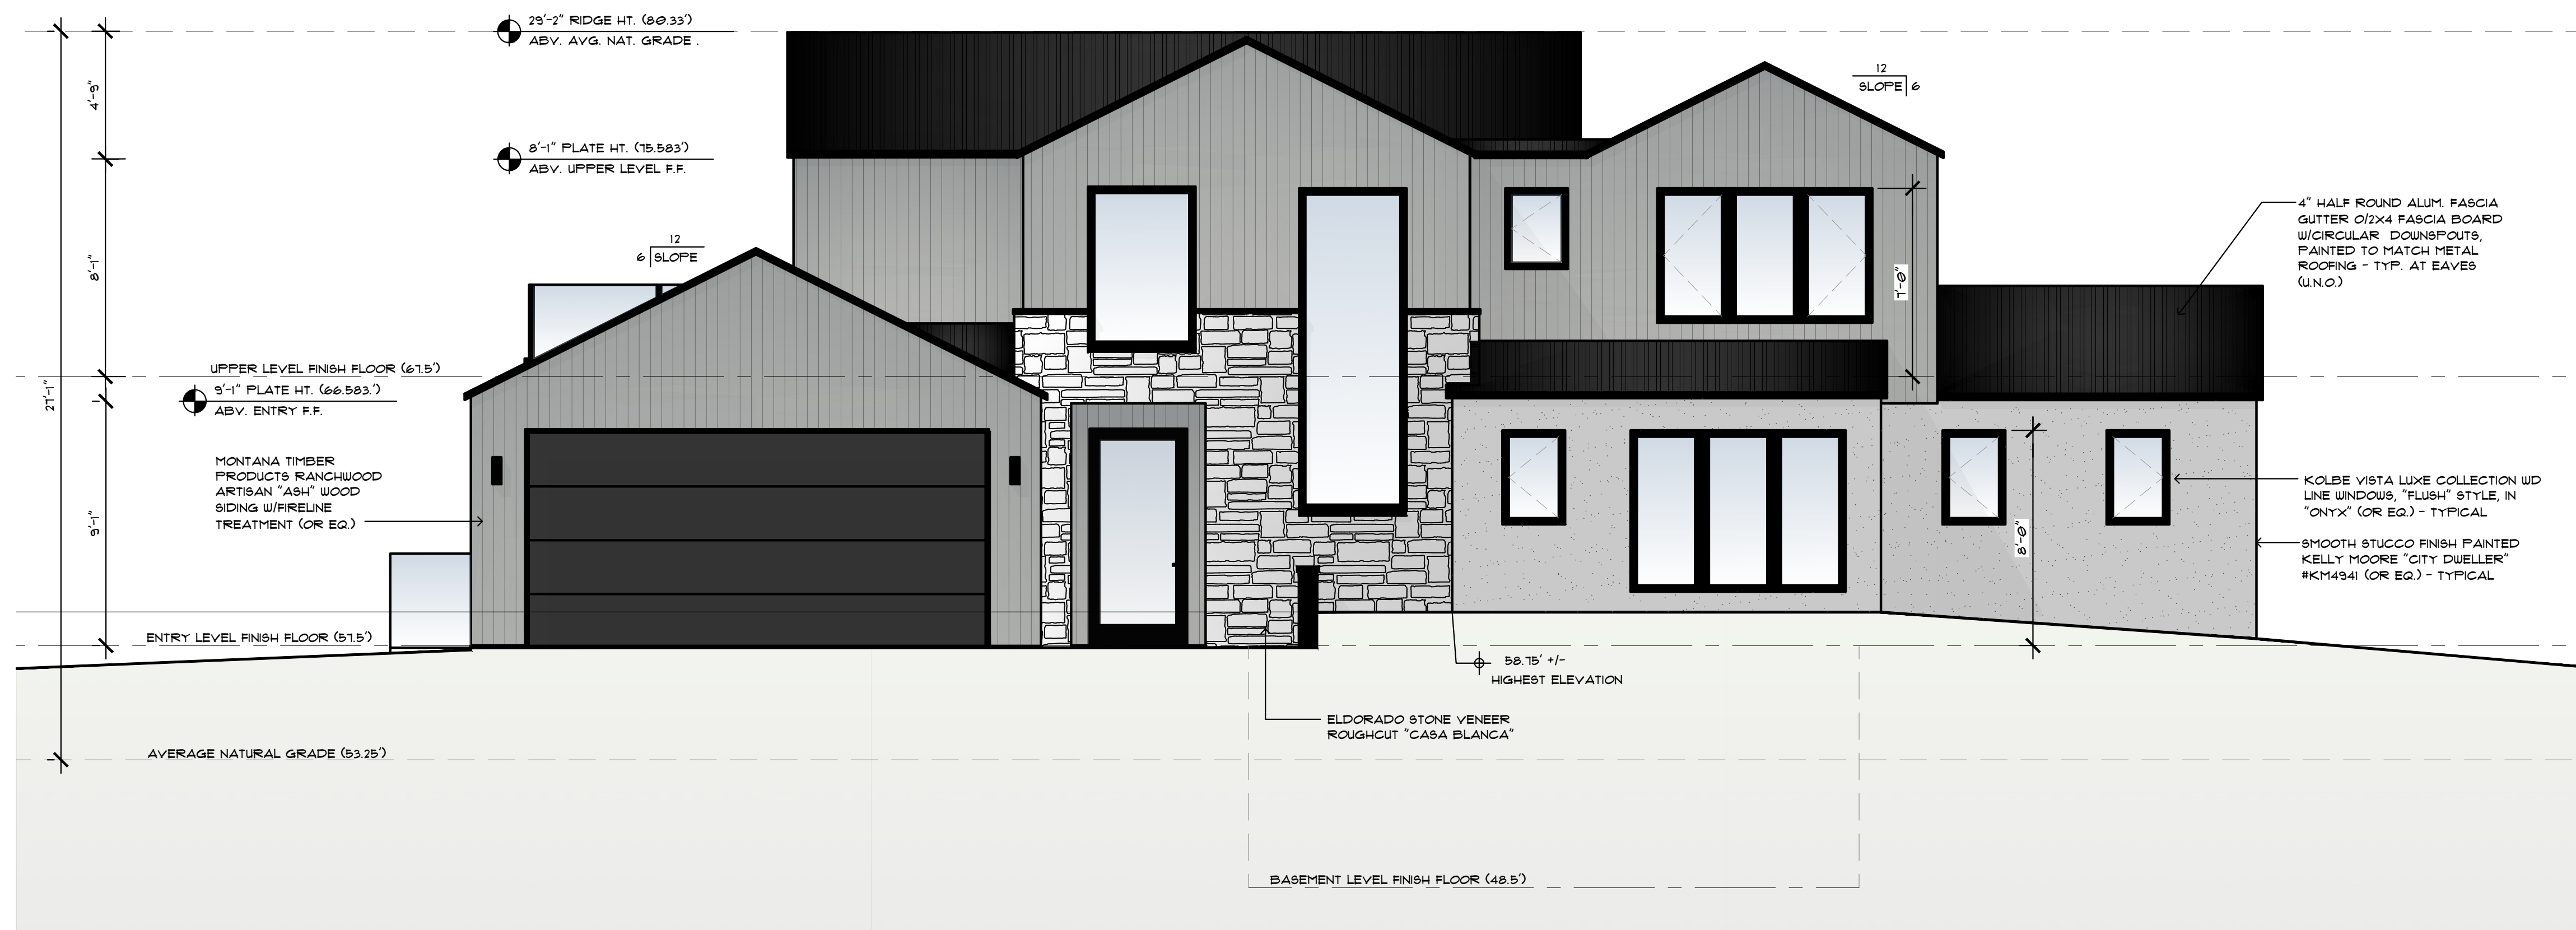 29'-2" RIDGE HT. (80.33')
ABV. AVG. NAT. GRADE .
4'-9"
12
SLOPE 6
8'-1" PLATE HT. (75.583')
ABV. UPPER LEVEL F.F.
4" HALF ROUND ALUM. FASCIA
GUTTER O/2X4 FASCIA BOARD
W/CIRCULAR DOWNSPOUTS,
PAINTED TO MATCH METAL
ROOFING - TYP. AT EAVES
(U.N.O.)
12
6 SLOPE
8'-1"
7'-0"
UPPER LEVEL FINISH FLOOR (67.5')
27'-1"
9'-1" PLATE HT. (66.583.')
ABV. ENTRY F.F.
MONTANA TIMBER
PRODUCTS RANCHWOOD
ARTISAN "ASH" WOOD
SIDING W/FIRELINE
TREATMENT (OR EQ.)
9'-1"
8'-0"
KOLBE VISTA LUXE COLLECTION WD
LINE WINDOWS, "FLUSH" STYLE, IN
"ONYX" (OR EQ.) - TYPICAL
SMOOTH STUCCO FINISH PAINTED
KELLY MOORE "CITY DWELLER"
#KM4941 (OR EQ.) - TYPICAL
ENTRY LEVEL FINISH FLOOR (57.5')
58.75' +/-
HIGHEST ELEVATION
ELDORADO STONE VENEER
ROUGHCUT "CASA BLANCA"
AVERAGE NATURAL GRADE (53.25')
BASEMENT LEVEL FINISH FLOOR (48.5')